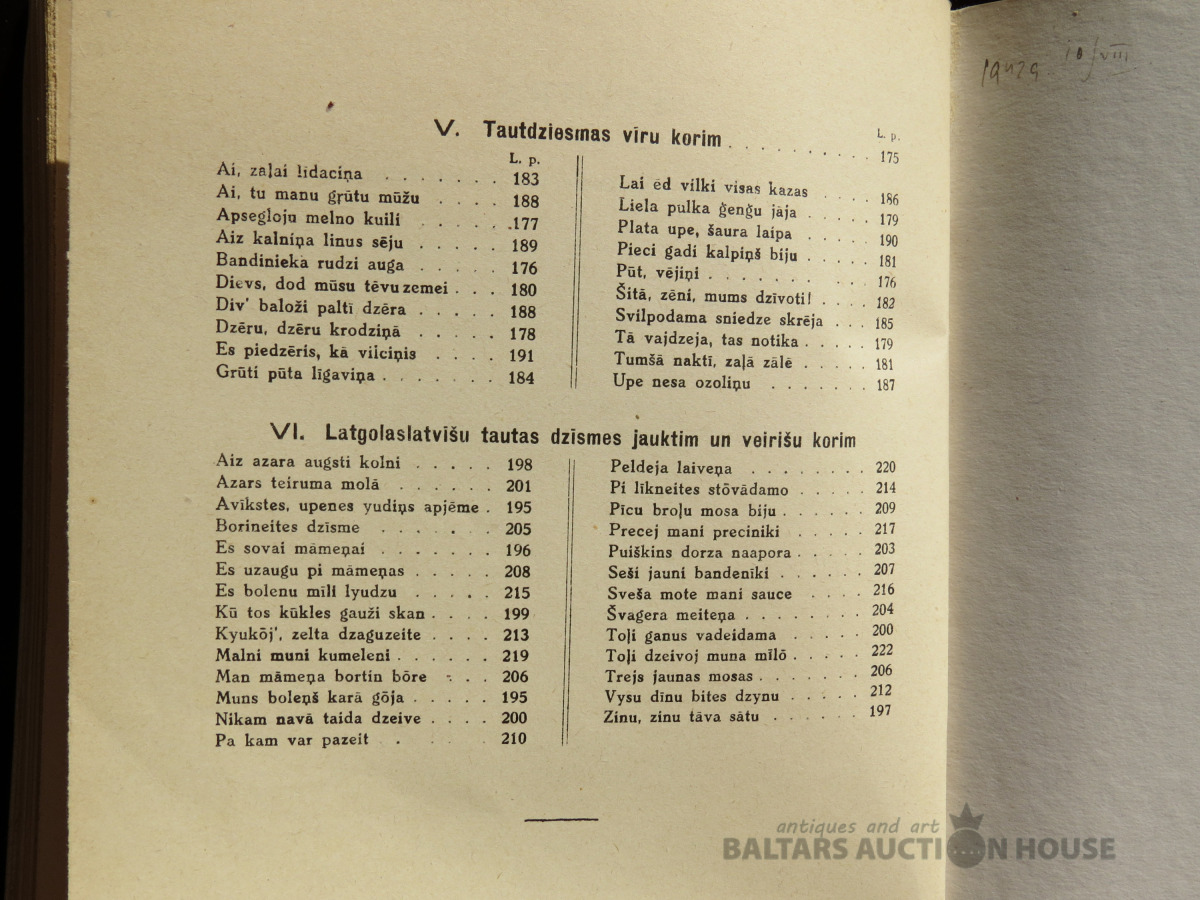 V. Tautdziesmas vīru korim . . . . . . . . . . 175
L. p.
L. p.
Ai, zaļai līdaciņa . . . . . . . 183
Ai, tu manu grūtu mūžu . . . . 188
Apsegloju melno kuili . . . . . 177
Aiz kalniņa linus sēju . . . . . 189
Bandinieka rudzi auga . . . . . 176
Dievs, dod mūsu tēvu zemei . . . 180
Div' baloži paltī dzēra . . . . . 188
Dzēru, dzēru krodziņā . . . . . 178
Es piedzēris, kā vilciņis . . . . 191
Grūti pūta līgaviņa . . . . . . . 184
Lai ēd vilki visas kazas . . . . 186
Liela pulka ģenģu jāja . . . . . 179
Plata upe, šaura laipa . . . . . 190
Pieci gadi kalpiņš biju . . . . . 181
Pūt, vējiņi . . . . . . . . . 176
Šitā, zēni, mums dzīvoti! . . . . 182
Svilpodama sniedze skrēja . . . 185
Tā vajdzeja, tas notika . . . . . 179
Tumšā naktī, zaļā zālē . . . . . 181
Upe nesa ozoliņu . . . . . . . 187
VI. Latgolaslatvišu tautas dzīsmes jauktim un veirišu korim
Aiz azara augsti kolni . . . . . 198
Azars teiruma molā . . . . . . 201
Avīkstes, upenes yudiņs apjēme . 195
Borineites dzīsme . . . . . . 205
Es sovai māmeņai . . . . . . . 196
Es uzaugu pi māmeņas . . . . . 208
Es bolenu mīli lyudzu . . . . . 215
Kū tos kūkles gauži skan . . . . 199
Kyukōj', zelta dzaguzeite . . . . 213
Malni muni kumeleni . . . . . . 219
Man māmeņa bortin bōre . . . 206
Muns boleņš karā gōja . . . . . 195
Nikam navā taida dzeive . . . . 200
Pa kam var pazeit . . . . . 210
Peldeja laiveņa . . . . . . . . 220
Pi līkneites stōvādamo . . . . . 214
Pīcu broļu mosa biju . . . . . . 209
Precej mani preciniki . . . . . 217
Puiškins dorza naapora . . . . . 203
Seši jauni bandenīki . . . . . . 207
Sveša mote mani sauce . . . . 216
Švagera meiteņa . . . . . . . . 204
Toļi ganus vadeidama . . . . . 200
Toļi dzeivoj muna mīlō . . . . . 222
Trejs jaunas mosas . . . . . . . 206
Vysu dīnu bites dzynu . . . . . 212
Zinu, zinu tāva sātu . . . . . . 197
antiques and art
BALTARS AUCTION HOUSE